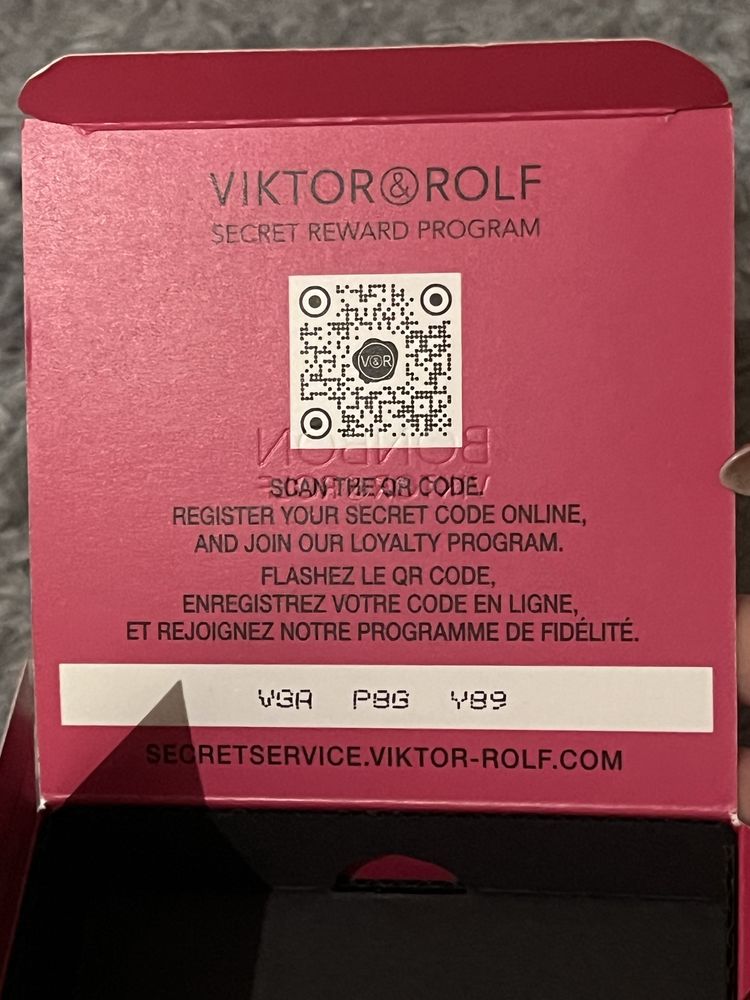 VIKTOR&ROLF
SECRET REWARD PROGRAM
V&R
BONBON
SCAN THE QR CODE.
REGISTER YOUR SECRET CODE ONLINE,
AND JOIN OUR LOYALTY PROGRAM.
FLASHEZ LE QR CODE,
ENREGISTREZ VOTRE CODE EN LIGNE,
ET REJOIGNEZ NOTRE PROGRAMME DE FIDÉLITÉ.
VGA P8G Y89
SECRETSERVICE.VIKTOR-ROLF.COM